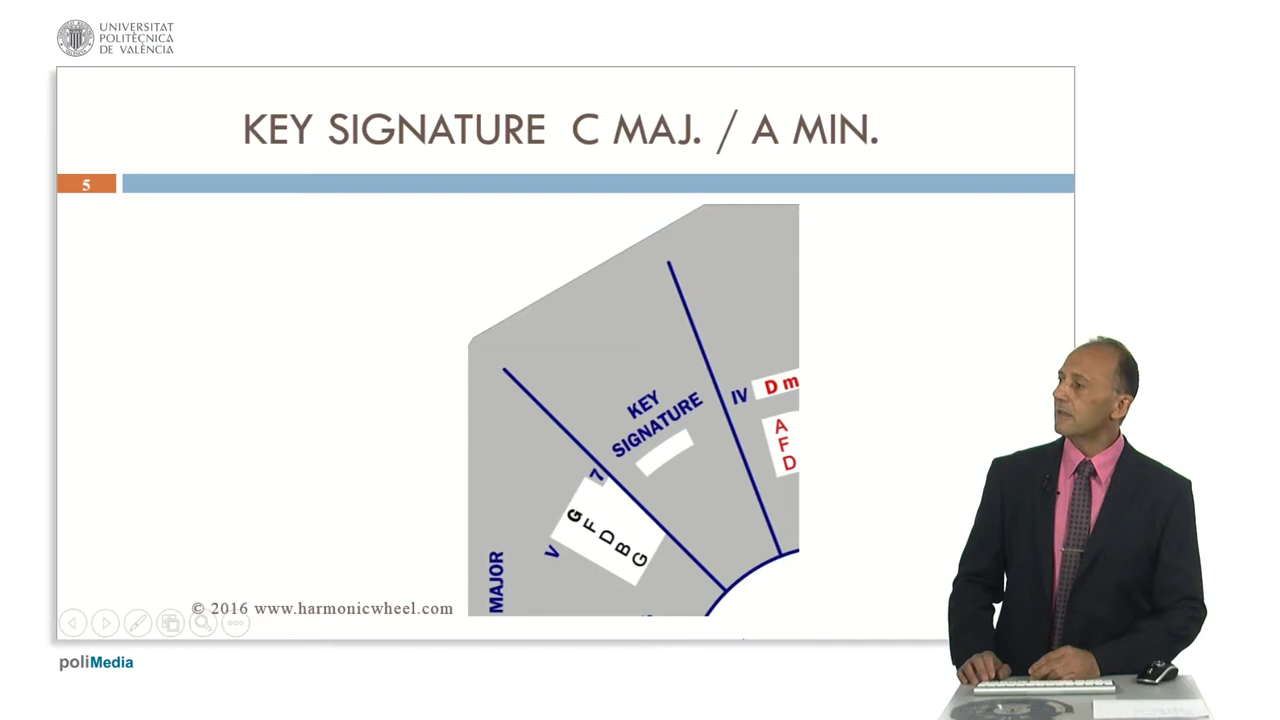 UNIVERSITAT
POLITÈCNICA
DE VALÈNCIA
KEY SIGNATURE C MAJ. / A MIN.
5
KEY
SIGNATURE
IV
D m
A
F
D
7
G
F
D
B
G
V
MAJOR
© 2016 www.harmonicwheel.com
poliMedia